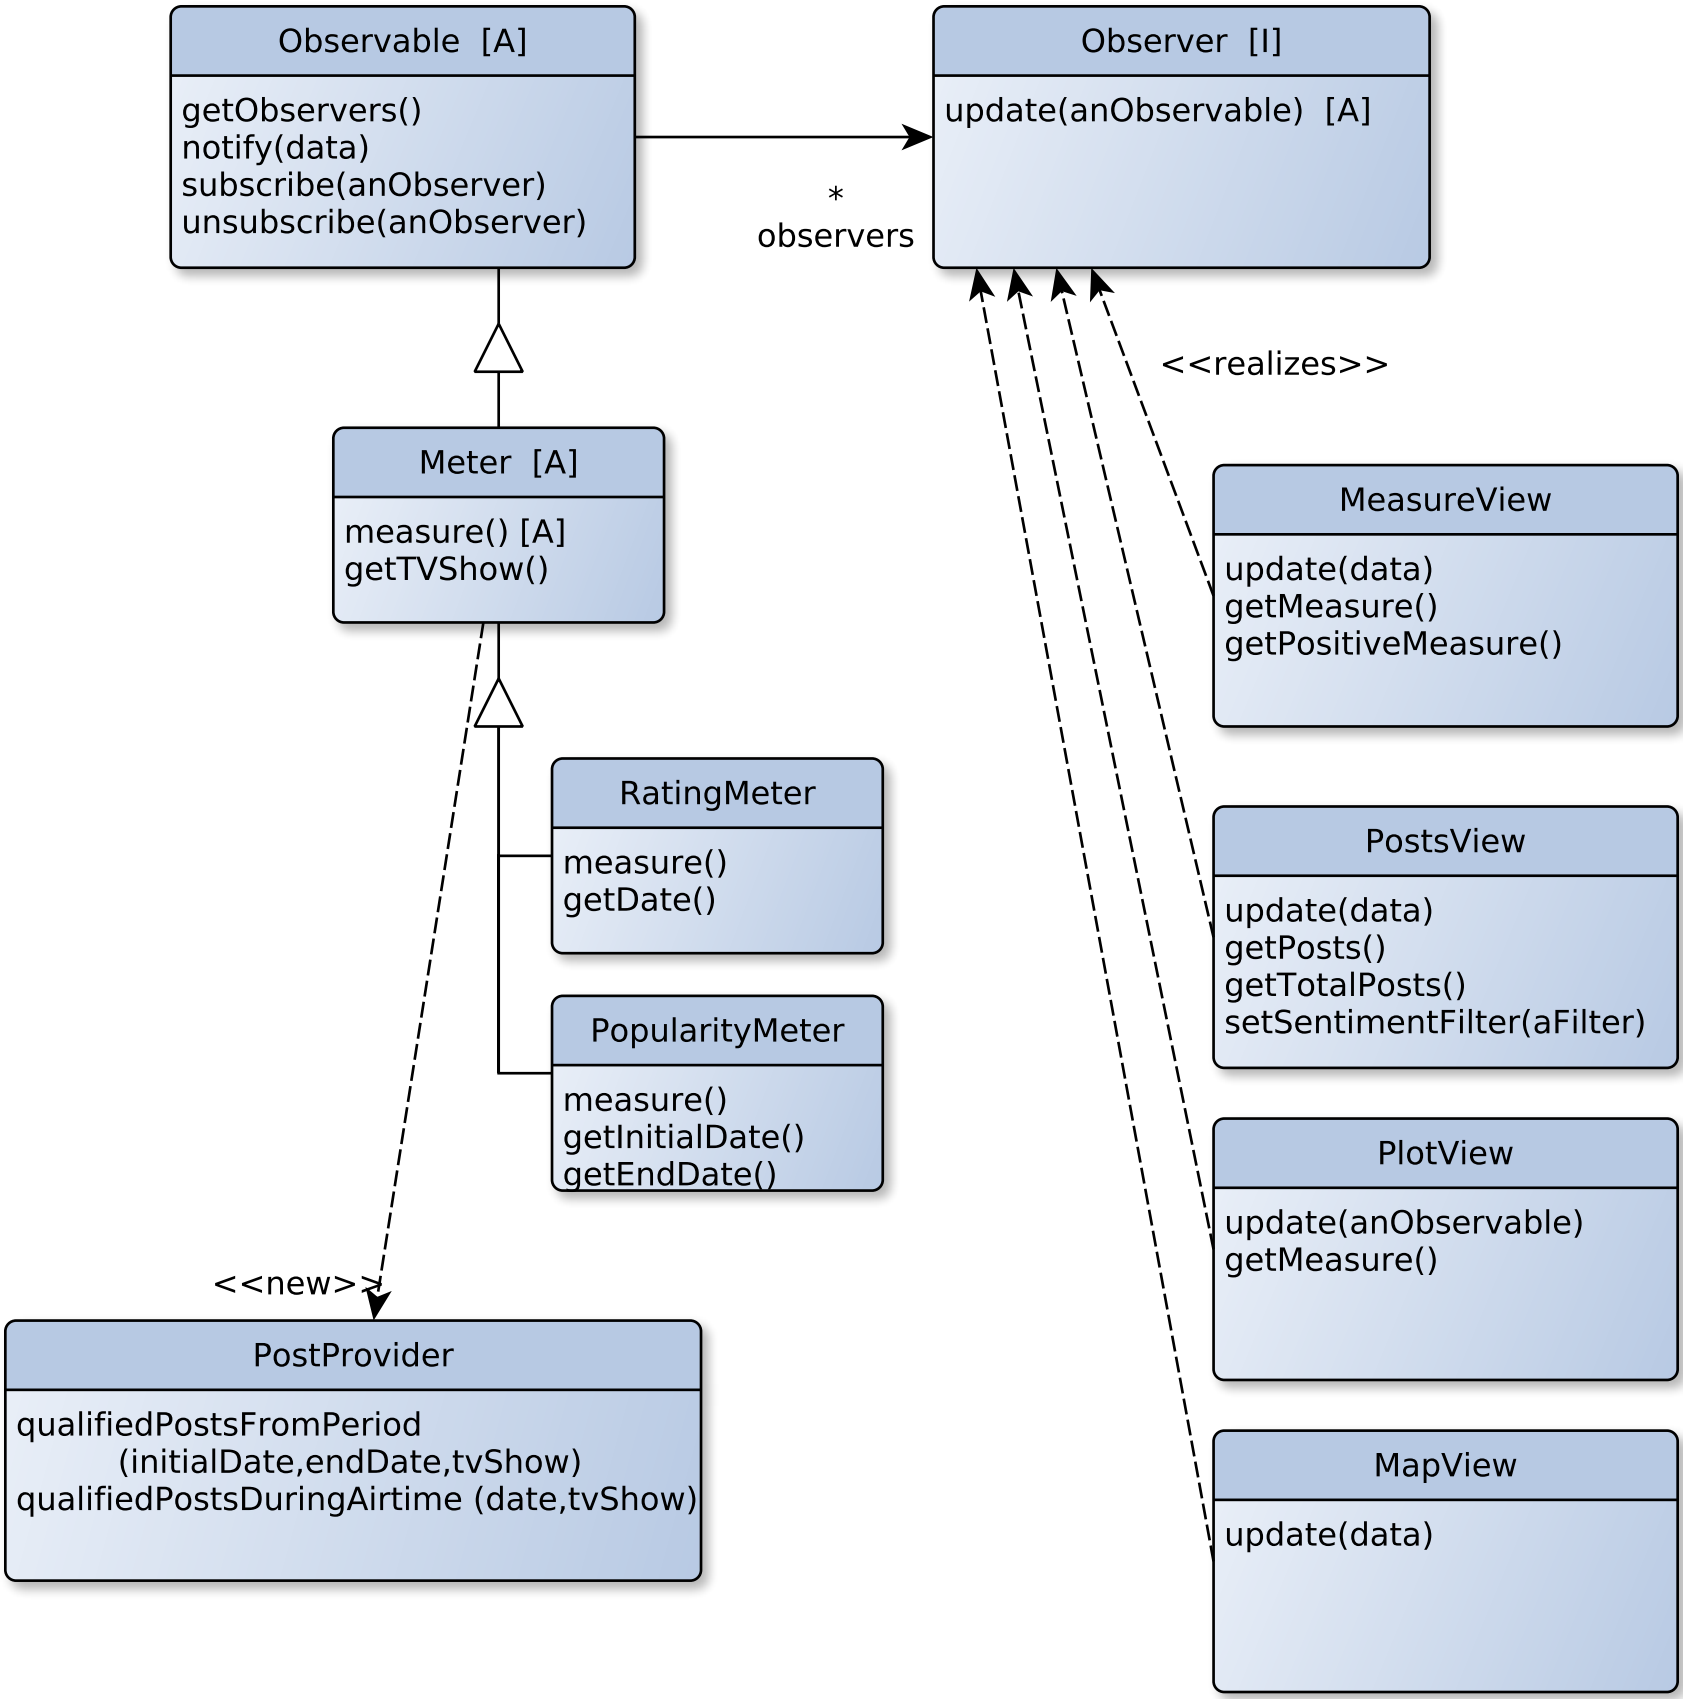 Observable [A]
getObservers()
notify(data)
subscribe(anObserver)
unsubscribe(anObserver)
Observer [I]
update(anObservable) [A]
*
observers
<<realizes>>
Meter [A]
measure() [A]
getTVShow()
MeasureView
update(data)
getMeasure()
getPositiveMeasure()
RatingMeter
measure()
getDate()
PostsView
update(data)
getPosts()
getTotalPosts()
setSentimentFilter(aFilter)
PopularityMeter
measure()
getInitialDate()
getEndDate()
PlotView
update(anObservable)
getMeasure()
<<new>>
PostProvider
qualifiedPostsFromPeriod
(initialDate,endDate,tvShow)
qualifiedPostsDuringAirtime (date,tvShow)
MapView
update(data)